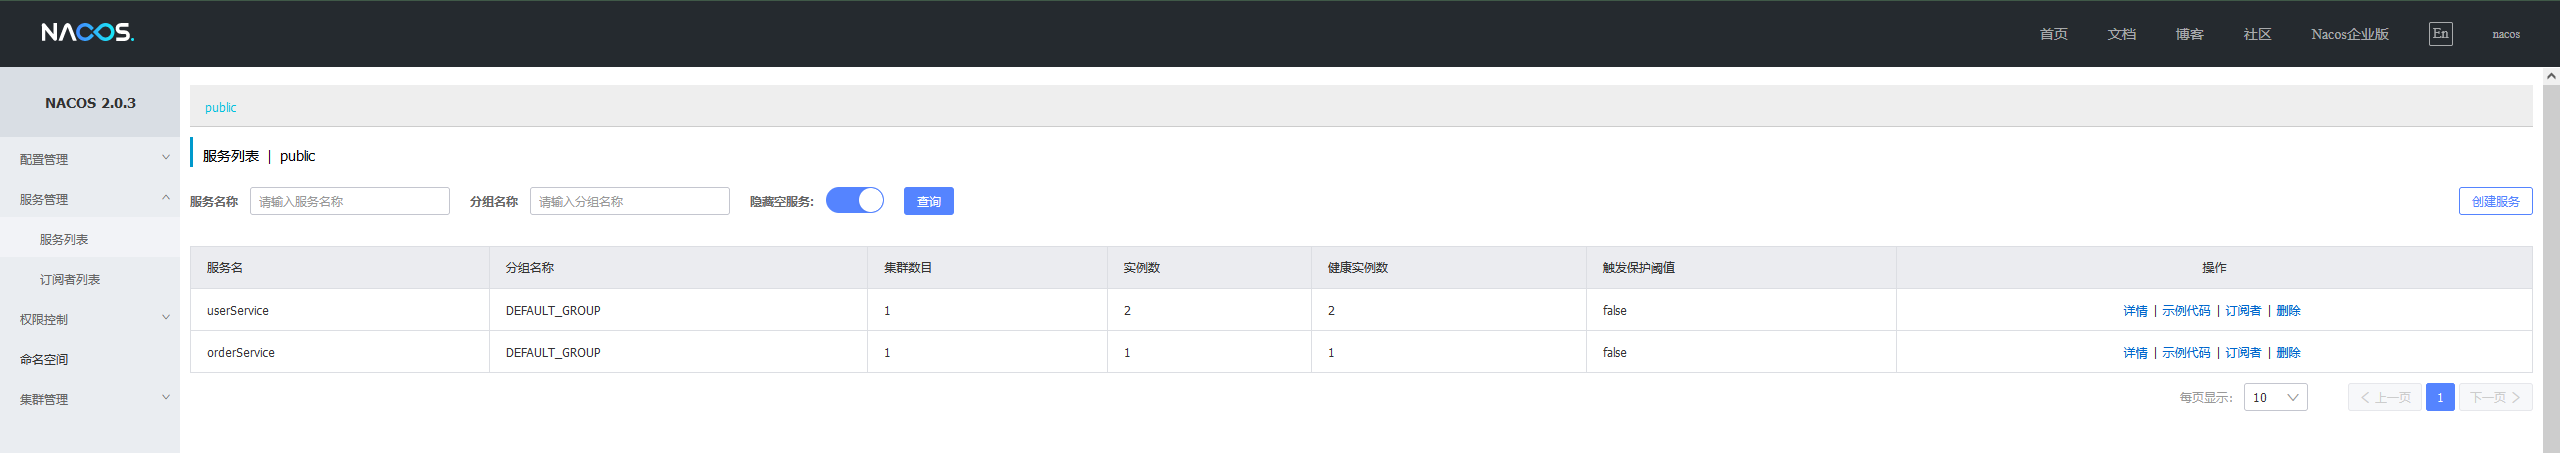 NACOS.
首页 文档 博客 社区 Nacos企业版 En nacos
NACOS 2.0.3
配置管理
服务管理
服务列表
订阅者列表
权限控制
命名空间
集群管理
public
服务列表 | public
服务名称 请输入服务名称 分组名称 请输入分组名称 隐藏空服务: 查询 创建服务
服务名 分组名称 集群数目 实例数 健康实例数 触发保护阈值 操作
userService DEFAULT_GROUP 1 2 2 false 详情 | 示例代码 | 订阅者 | 删除
orderService DEFAULT_GROUP 1 1 1 false 详情 | 示例代码 | 订阅者 | 删除
每页显示: 10 上一页 1 下一页